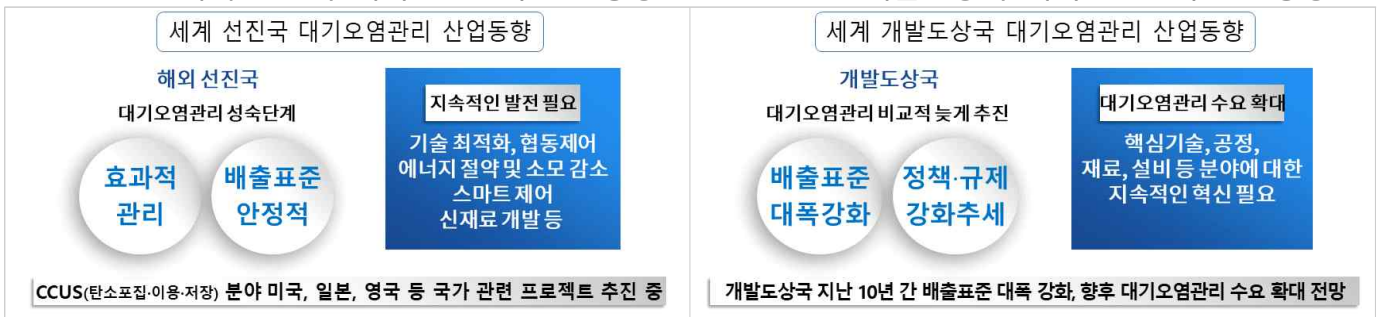 세계 선진국 대기오염관리 산업동향
해외 선진국
대기오염관리 성숙단계
효과적
관리
배출표준
안정적
지속적인 발전 필요
기술 최적화, 협동제어
에너지 절약 및 소모 감소
스마트 제어
신재료 개발 등
CCUS(탄소포집·이용·저장) 분야 미국, 일본, 영국 등 국가 관련 프로젝트 추진 중
세계 개발도상국 대기오염관리 산업동향
개발도상국
대기오염관리 비교적 늦게 추진
배출표준
대폭강화
정책·규제
강화추세
대기오염관리 수요 확대
핵심기술, 공정,
재료, 설비 등 분야에 대한
지속적인 혁신 필요
개발도상국 지난 10년 간 배출표준 대폭 강화, 향후 대기오염관리 수요 확대 전망